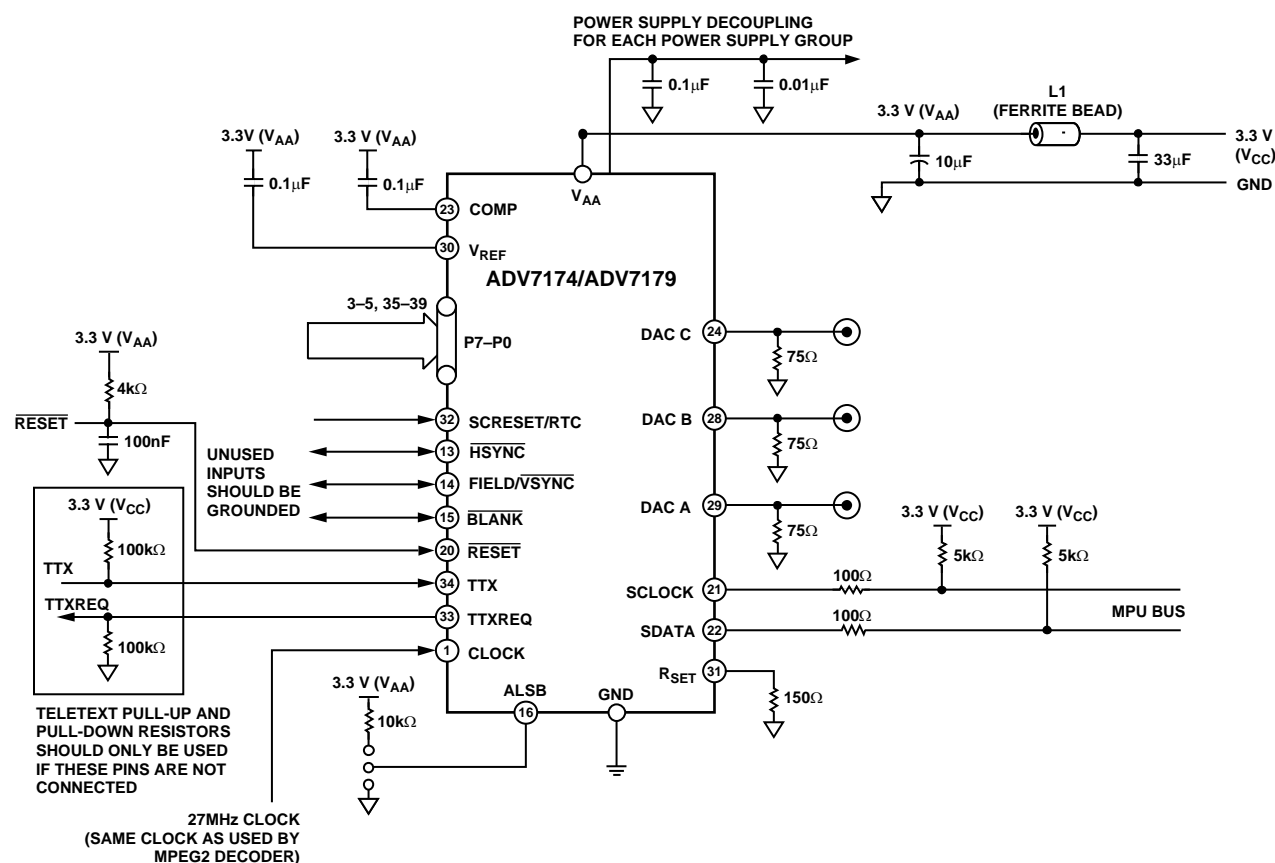 POWER SUPPLY DECOUPLING
FOR EACH POWER SUPPLY GROUP
0.1μF
0.01μF
L1
(FERRITE BEAD)
3.3 V (VAA)
3.3 V
(VCC)
10μF
33μF
GND
3.3V (VAA)
3.3 V (VAA)
0.1μF
0.1μF
VAA
23
COMP
30
VREF
ADV7174/ADV7179
3–5, 35–39
P7–P0
3.3 V (VAA)
4kΩ
RESET
100nF
UNUSED
INPUTS
SHOULD BE
GROUNDED
32
SCRESET/RTC
13
HSYNC
14
FIELD/VSYNC
15
BLANK
20
RESET
34
TTX
33
TTXREQ
1
CLOCK
3.3 V (VCC)
100kΩ
TTX
TTXREQ
100kΩ
TELETEXT PULL-UP AND
PULL-DOWN RESISTORS
SHOULD ONLY BE USED
IF THESE PINS ARE NOT
CONNECTED
27MHz CLOCK
(SAME CLOCK AS USED BY
MPEG2 DECODER)
3.3 V (VAA)
10kΩ
ALSB
16
GND
DAC C
24
75Ω
DAC B
28
75Ω
DAC A
29
75Ω
3.3 V (VCC)
3.3 V (VCC)
5kΩ
5kΩ
SCLOCK
21
100Ω
MPU BUS
SDATA
22
100Ω
RSET
31
150Ω